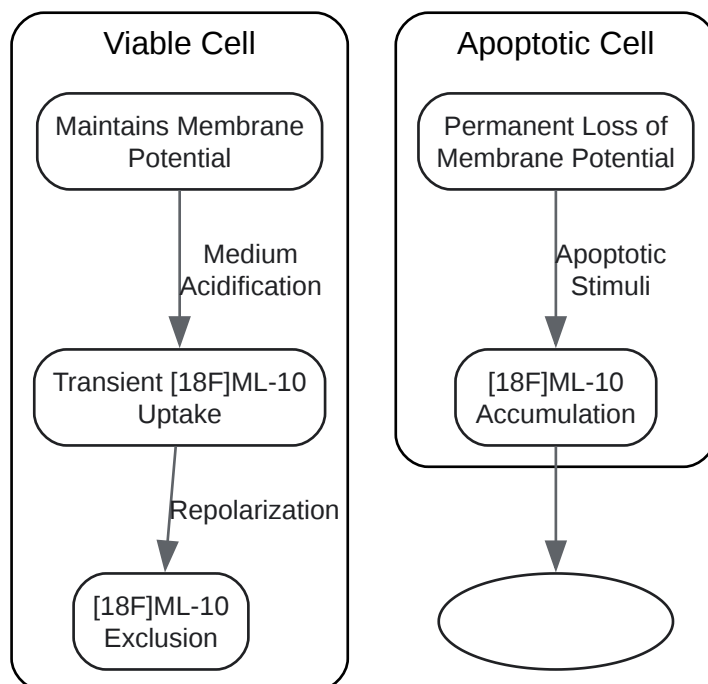 Viable Cell
Maintains Membrane
Potential
Medium
Acidification
Transient [18F]ML-10
Uptake
Repolarization
[18F]ML-10
Exclusion
Apoptotic Cell
Permanent Loss of
Membrane Potential
Apoptotic
Stimuli
[18F]ML-10
Accumulation